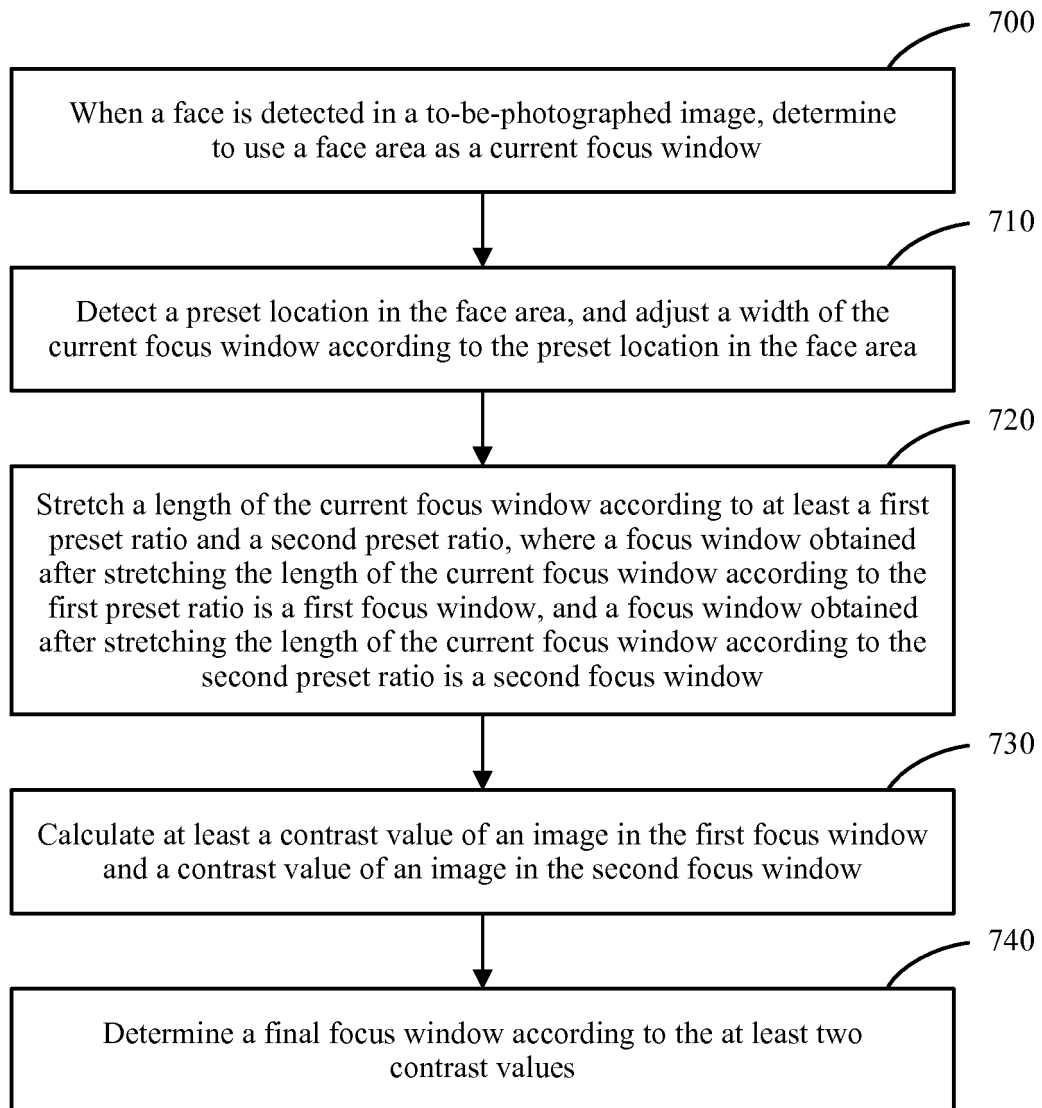 700
When a face is detected in a to-be-photographed image, determine
to use a face area as a current focus window
710
Detect a preset location in the face area, and adjust a width of the
current focus window according to the preset location in the face area
720
Stretch a length of the current focus window according to at least a first
preset ratio and a second preset ratio, where a focus window obtained
after stretching the length of the current focus window according to the
first preset ratio is a first focus window, and a focus window obtained
after stretching the length of the current focus window according to the
second preset ratio is a second focus window
730
Calculate at least a contrast value of an image in the first focus window
and a contrast value of an image in the second focus window
740
Determine a final focus window according to the at least two
contrast values